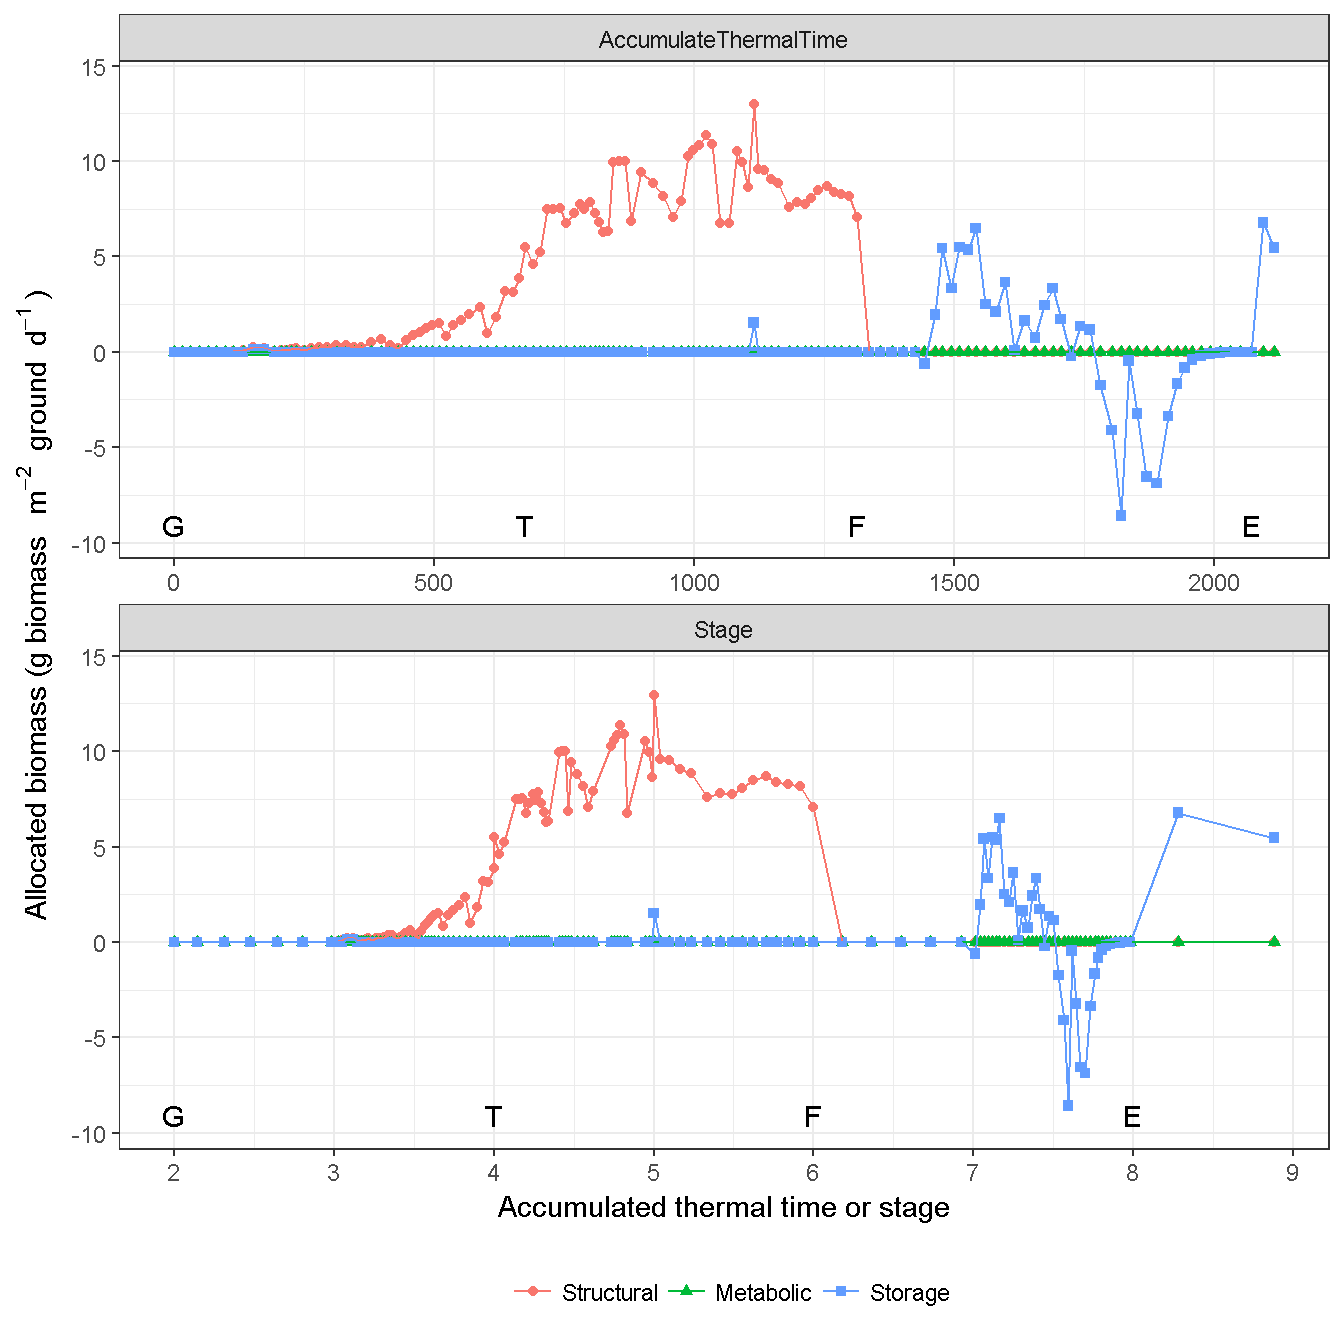 AccumulateThermalTime
15
10
5
0
-5
-10
G T F E
0 500 1000 1500 2000
Stage
15
10
5
0
-5
-10
G T F E
2 3 4 5 6 7 8 9
Allocated biomass (g biomass m⁻² ground d⁻¹)
Accumulated thermal time or stage
Structural Metabolic Storage